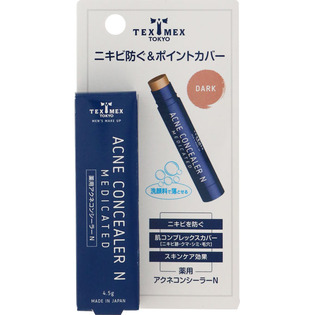 TEX MEX
TOKYO
ニキビ防ぐ&ポイントカバー
DARK
TEX MEX
TOKYO
MEN'S MAKE UP
ACNE CONCEALER N
MEDICATED
薬用アクネコンシーラーN
4.5g
MADE IN JAPAN
ACNE CONCEALER N
MEDICATED
洗顔料で落とせる
ニキビを防ぐ
肌コンプレックスカバー
[ニキビ跡・クマ・シミ・毛穴]
スキンケア効果
薬用
アクネコンシーラーN